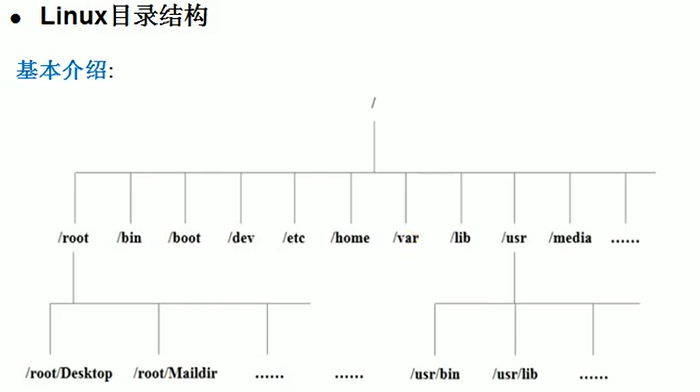 ● Linux目录结构
基本介绍:
/
/root /bin /boot /dev /etc /home /var /lib /usr /media ......
/root/Desktop /root/Maildir ...... ...... /usr/bin /usr/lib ......